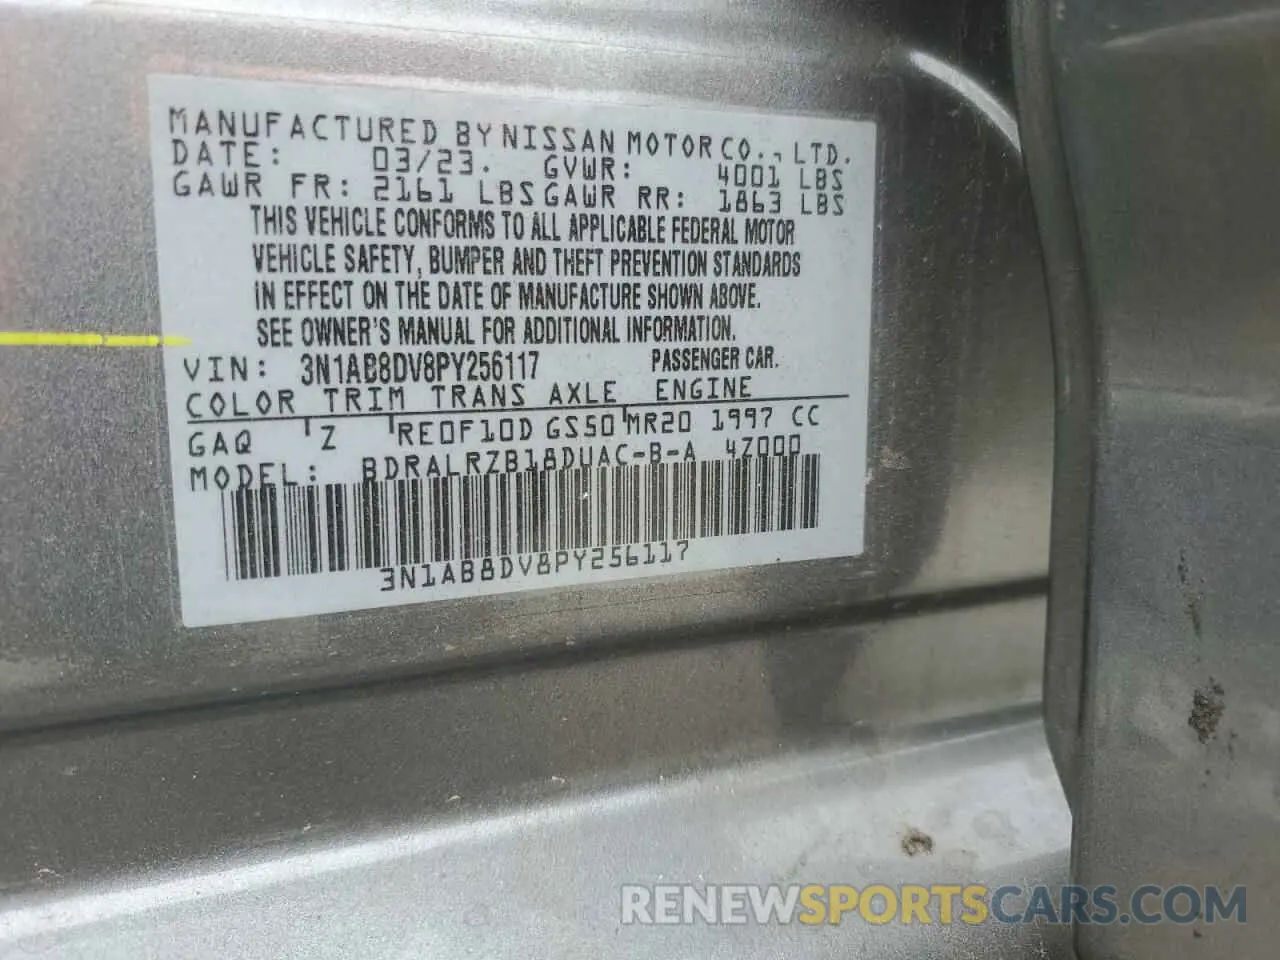 MANUFACTURED BY NISSAN MOTOR CO., LTD.
DATE: 03/23. GVWR: 4001 LBS
GAWR FR: 2161 LBS GAWR RR: 1863 LBS
THIS VEHICLE CONFORMS TO ALL APPLICABLE FEDERAL MOTOR
VEHICLE SAFETY, BUMPER AND THEFT PREVENTION STANDARDS
IN EFFECT ON THE DATE OF MANUFACTURE SHOWN ABOVE.
SEE OWNER'S MANUAL FOR ADDITIONAL INFORMATION.
VIN: 3N1AB8DV8PY256117 PASSENGER CAR.
COLOR TRIM TRANS AXLE ENGINE
GAQ Z RE0F10D GS50 MR20 1997 CC
MODEL: BDRALRZB18DUAC-B-A 4Z000
3N1AB8DV8PY256117
RENEWSPORTSCARS.COM.KZ